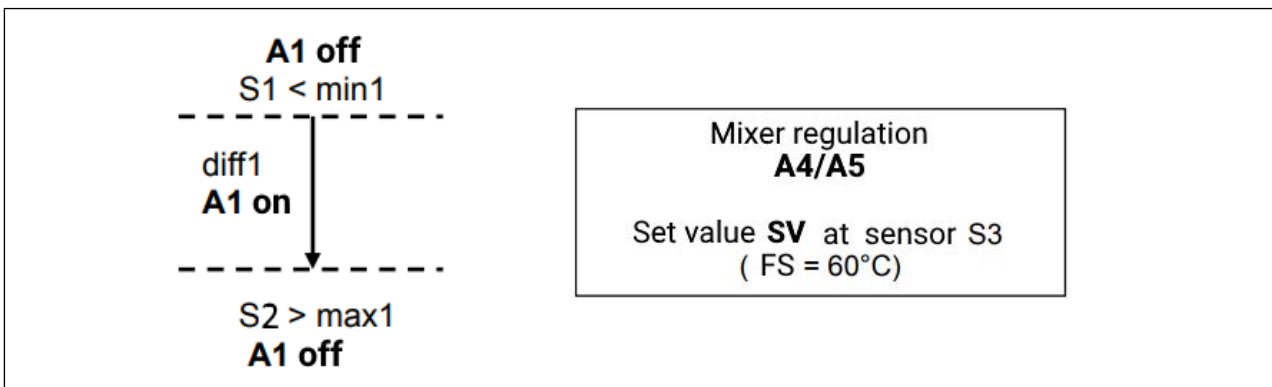 A1 off
S1 < min1
diff1
A1 on
S2 > max1
A1 off
Mixer regulation
A4/A5
Set value SV at sensor S3
( FS = 60°C)